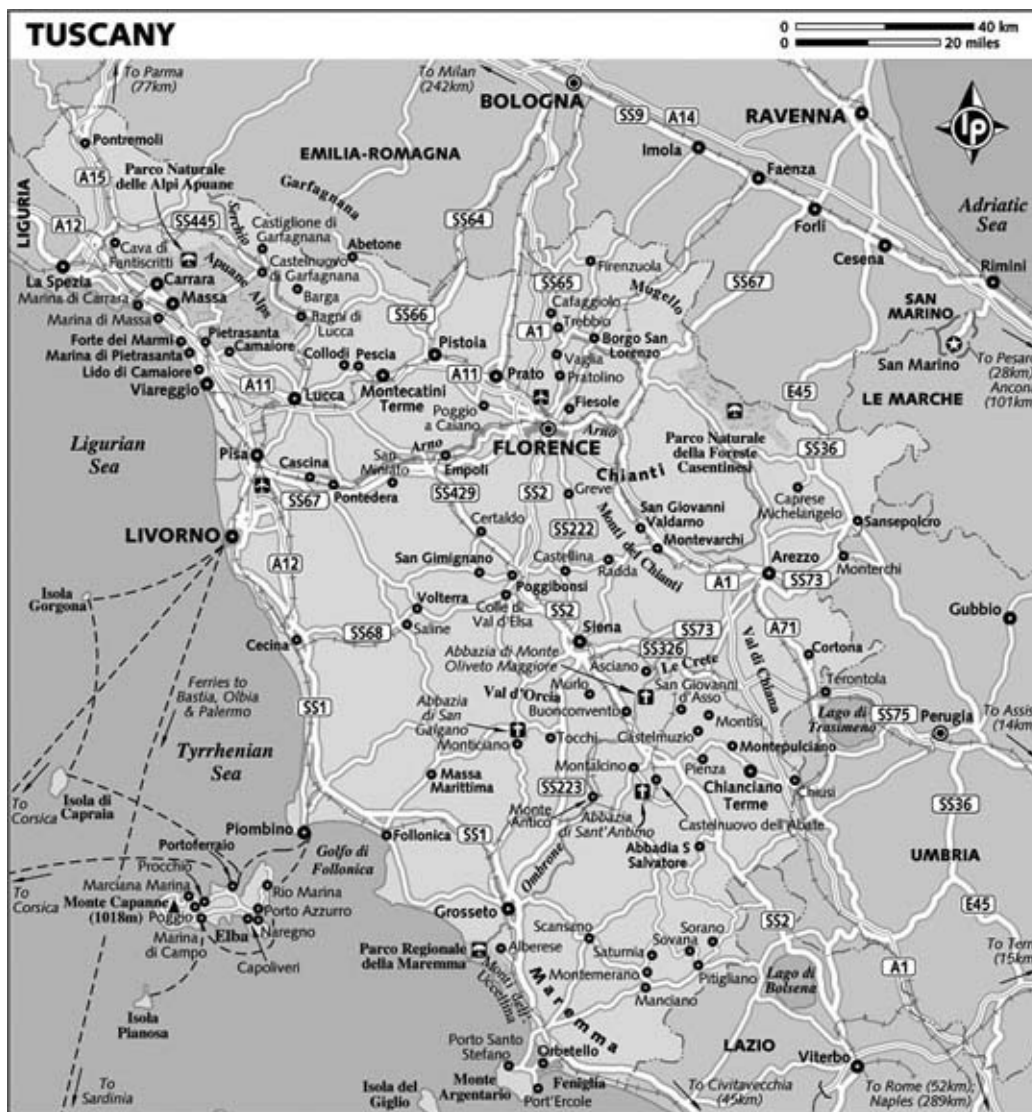 TUSCANY
0 40 km
0 20 miles
To Parma
(77km)
To Milan
(242km)
BOLOGNA
SS9
A14
RAVENNA
lp
Pontremoli
EMILIA-ROMAGNA
Imola
Faenza
Parco Naturale
delle Alpi Apuane
A15
Garfagnana
Adriatic
Sea
LIGURIA
A12
SS445
Serchio
Castiglione di
Garfagnana
SS64
Forli
Cava di
Fantiscritti
Abetone
Firenzuola
Cesena
La Spezia
Apuane Alps
Castelnuovo
di Garfagnana
SS65
Mugello
SS67
Rimini
Carrara
Barga
Marina di Carrara
Massa
Cafaggiolo
SAN
MARINO
Marina di Massa
Bagni di
Lucca
SS66
A1
Trebbio
Forte dei Marmi
Pietrasanta
Borgo San
Lorenzo
San Marino
Marina di Pietrasanta
Camaiore
Collodi
Pescia
Pistoia
Vaglia
To Pesaro
(28km)
Ancona
(101km)
Lido di Camaiore
A11
Montecatini
Terme
A11
Prato
Pratolino
E45
LE MARCHE
Viareggio
Lucca
Poggio
a Caiano
Fiesole
Ligurian
Sea
FLORENCE
Arno
Parco Naturale
della Foreste
Casentinesi
SS36
Pisa
Cascina
San
Miniato
Arno
Empoli
Chianti
SS67
Pontedera
SS429
SS2
Greve
Caprese
Michelangelo
San Giovanni
Valdarno
Sansepolcro
LIVORNO
Certaldo
SS222
Monti del Chianti
Montevarchi
A12
San Gimignano
Castellina
Radda
Arezzo
Monterchi
A1
SS73
Isola
Gorgona
Poggibonsi
Volterra
Colle di
Val d'Elsa
SS2
Gubbio
Saline
SS68
Siena
SS73
A71
Cecina
SS326
Val di Chiana
Cortona
Abbazia di Monte
Oliveto Maggiore
Asciano
Le Crete
Ferries to
Bastia, Olbia
& Palermo
Val d'Orcia
Murlo
San Giovanni
d'Asso
Terontola
SS1
Abbazia
di San
Galgano
Buonconvento
Montisi
Lago di
Trasimeno
SS75
Perugia
To Assisi
(14km)
Tyrrhenian
Sea
Monticiano
Tocchi
Castelmuzio
Montepulciano
Montalcino
Pienza
Massa
Marittima
Chianciano
Terme
Chiusi
To
Corsica
Isola di
Capraia
SS223
Monte
Antico
Abbazia
di Sant'Antimo
Castelnuovo dell'Abate
SS36
Piombino
Follonica
SS1
Portoferraio
Golfo di
Follonica
Abbadia S
Salvatore
UMBRIA
Procchio
Ombrone
Marciana Marina
Rio Marina
To
Corsica
Monte Capanne
(1018m)
Porto Azzurro
Grosseto
SS2
E45
Poggio
Naregno
Scansano
Sorano
Marina
di Campo
Elba
Parco Regionale
della Maremma
Alberese
Saturnia
Sovana
To Terni
(15km)
Capoliveri
Montemerano
Pitigliano
Lago di
Bolsena
A1
Monti dell'
Uccellina
Maremma
Manciano
Isola
Pianosa
Porto Santo
Stefano
Orbetello
LAZIO
Viterbo
To
Sardinia
Isola del
Giglio
Monte
Argentario
Feniglia
Port'Ercole
To Civitavecchia
(45km)
To Rome (52km);
Naples (289km)